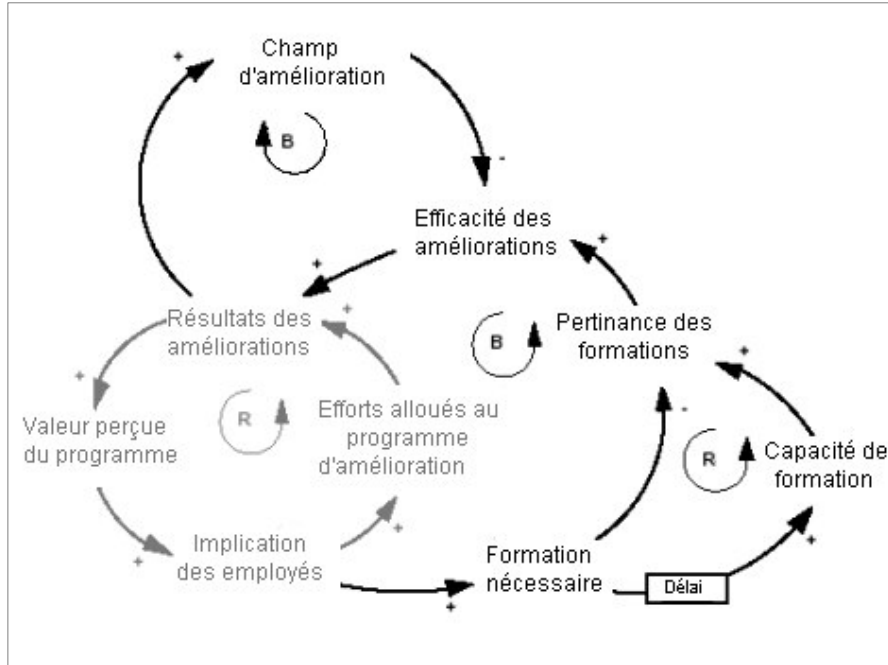 Champ
d'amélioration
B
Efficacité des
améliorations
Résultats des
améliorations
B
Pertinance des
formations
R
Efforts alloués au
programme
d'amélioration
Valeur perçue
du programme
R
Capacité de
formation
Implication
des employés
Formation
nécessaire
Délai
+
-
+
+
+
+
+
-
+
+
+
+
+